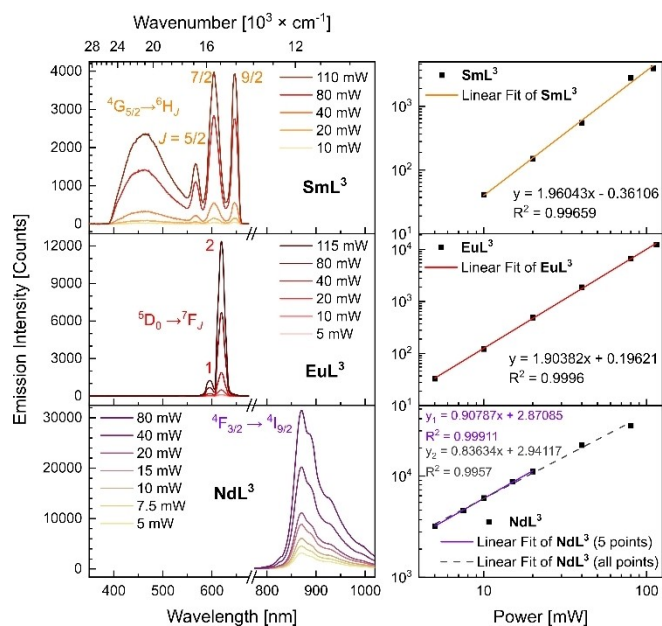 Wavenumber [10³ × cm⁻¹]
28 24 20 16 12
Emission Intensity [Counts]
4000
3000
2000
1000
0
⁴G₅/₂→⁶H_J
J = 5/2
7/2
9/2
110 mW
80 mW
40 mW
20 mW
10 mW
SmL³
12000
9000
6000
3000
0
2
⁵D₀→⁷F_J
1
115 mW
80 mW
40 mW
20 mW
10 mW
5 mW
EuL³
30000
20000
10000
0
80 mW
40 mW
20 mW
15 mW
10 mW
7.5 mW
5 mW
⁴F₃/₂→⁴I₉/₂
NdL³
400 450 500 550 600 650 800 900 1000
Wavelength [nm]
SmL³
Linear Fit of SmL³
10³
10²
10¹
y = 1.96043x - 0.36106
R² = 0.99659
EuL³
Linear Fit of EuL³
10⁴
10³
10²
10¹
y = 1.90382x + 0.19621
R² = 0.9996
y₁ = 0.90787x + 2.87085
R² = 0.99911
y₂ = 0.83634x + 2.94117
R² = 0.9957
10⁴
10³
NdL³
Linear Fit of NdL³ (5 points)
Linear Fit of NdL³ (all points)
10 100
Power [mW]